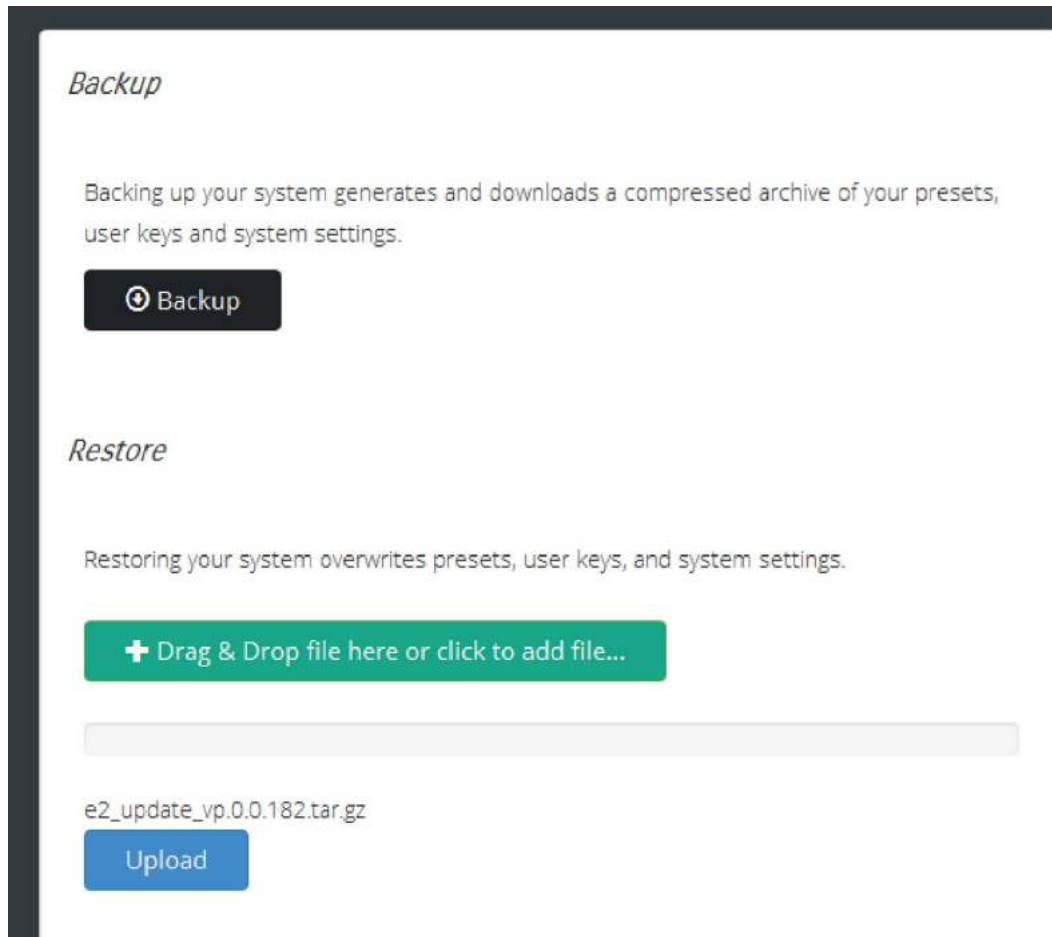 Backup
Backing up your system generates and downloads a compressed archive of your presets,
user keys and system settings.
Backup
Restore
Restoring your system overwrites presets, user keys, and system settings.
Drag & Drop file here or click to add file...
e2_update_vp.0.0.182.tar.gz
Upload